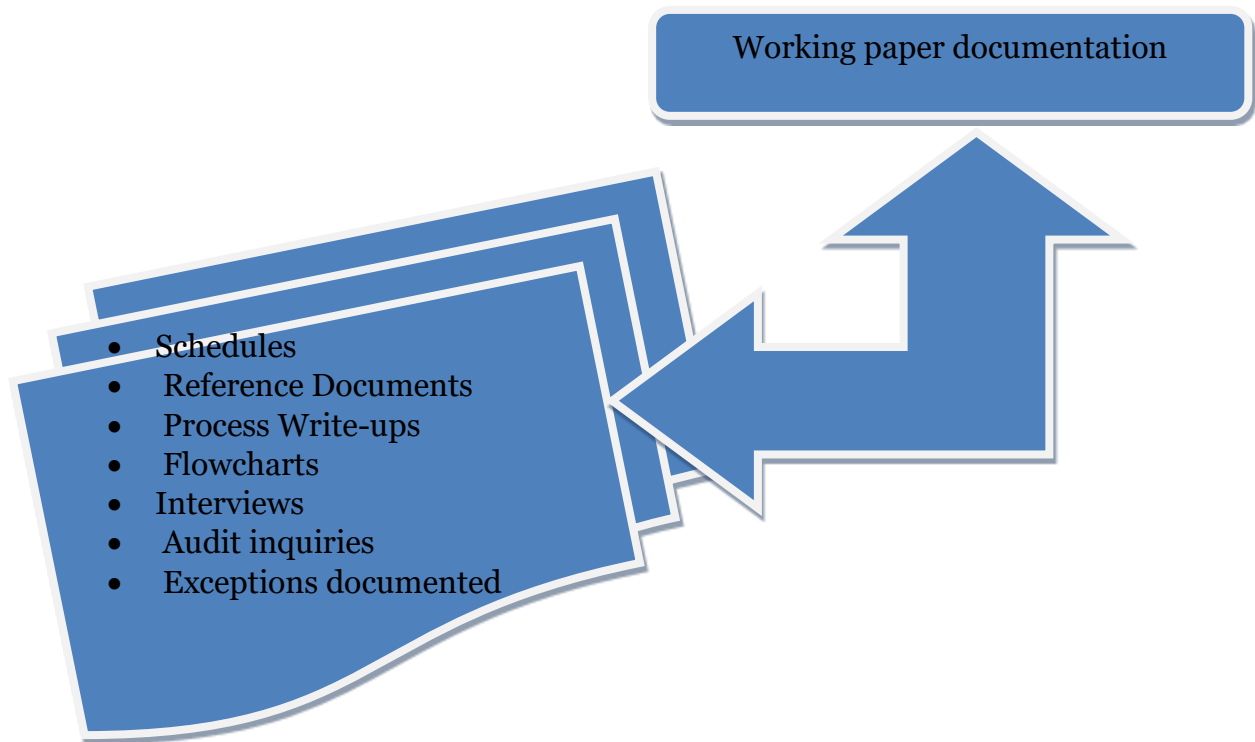 Working paper documentation
• Schedules
• Reference Documents
• Process Write-ups
• Flowcharts
• Interviews
• Audit inquiries
• Exceptions documented